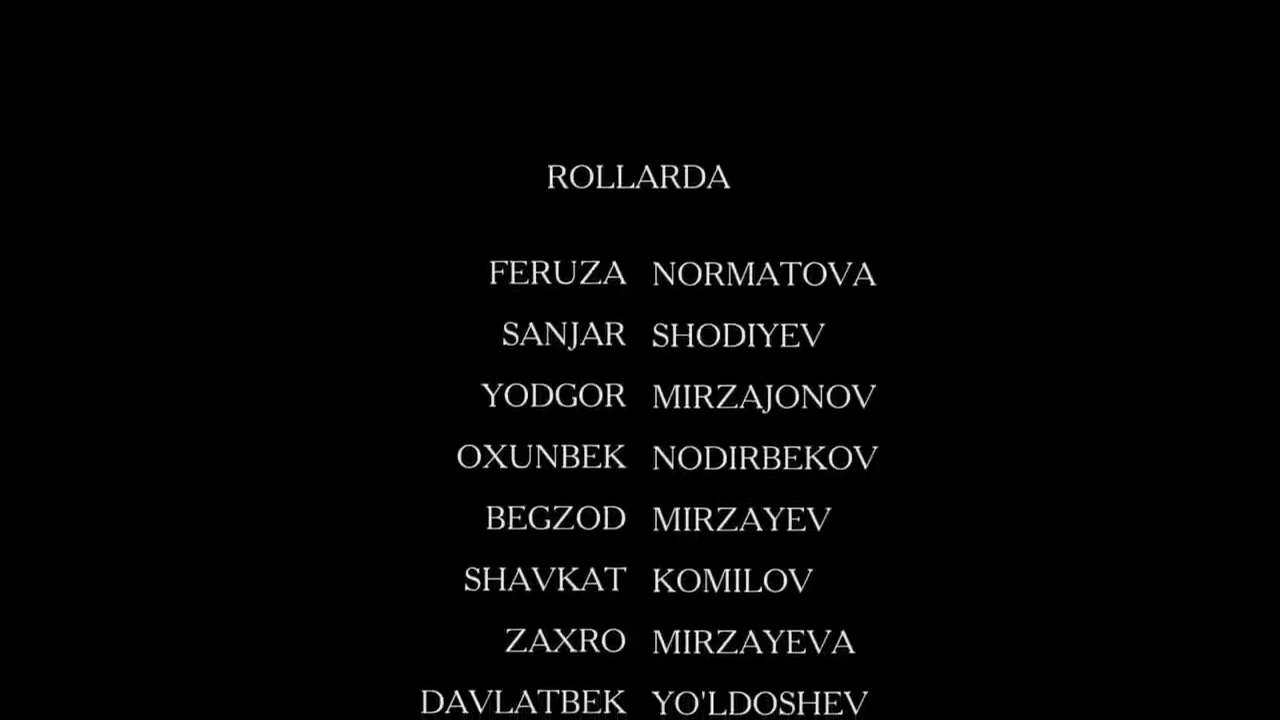 ROLLARDA
FERUZA NORMATOVA
SANJAR SHODIYEV
YODGOR MIRZAJONOV
OXUNBEK NODIRBEKOV
BEGZOD MIRZAYEV
SHAVKAT KOMILOV
ZAXRO MIRZAYEVA
DAVLATBEK YO'LDOSHEV